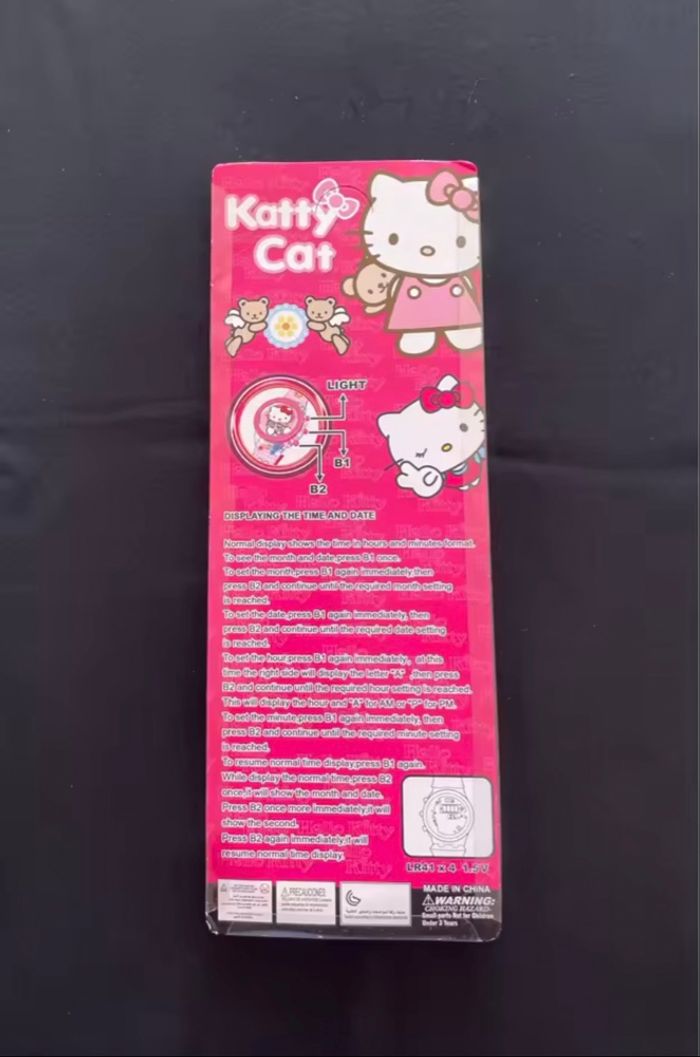 Katty
Cat
LIGHT
B1
B2
DISPLAYING THE TIME AND DATE
Normal display shows the time in hours and minutes format.
To see the month and date,press B1 once.
To set the month,press B1 again immediately,then
press B2 and continue until the required month setting
is reached.
To set the date,press B1 again immediately, then
press B2 and continue until the required date setting
is reached.
To set the hour,press B1 again immediately, at this
time the right side will display the letter "A" ,then press
B2 and continue until the required hour setting is reached.
This will display the hour and "A" for AM or "P" for PM.
To set the minute,press B1 again immediately, then
press B2 and continue until the required minute setting
is reached.
To resume normal time display,press B1 again.
While display the normal time,press B2
once,it will show the month and date.
Press B2 once more immediately,it will
show the second.
Press B2 again immediately,it will
resume normal time display.
LR41 x 4 1.5V
PRECAUCIONES
MADE IN CHINA
WARNING:
CHOKING HAZARD-
Small parts-Not for Children
Under 3 Years